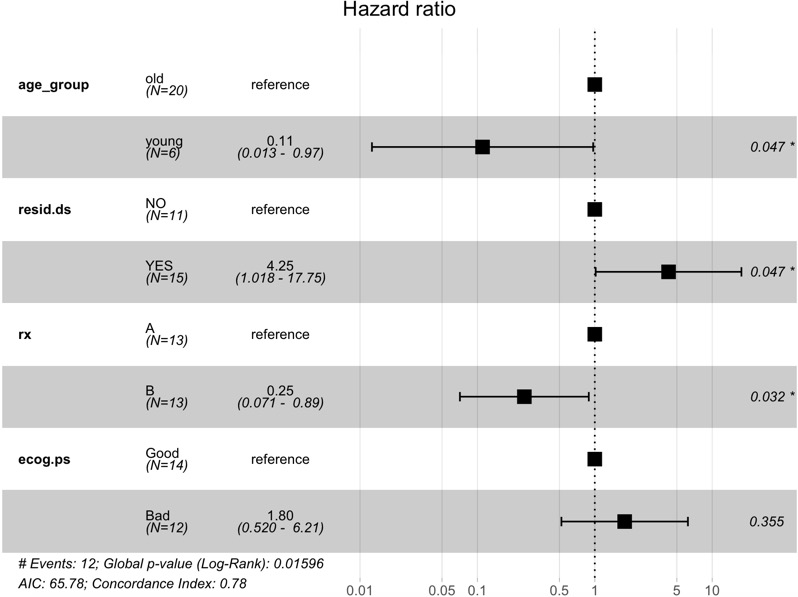 Hazard ratio
age_group old (N=20) reference
young (N=6) 0.11 (0.013 - 0.97) 0.047 *
resid.ds NO (N=11) reference
YES (N=15) 4.25 (1.018 - 17.75) 0.047 *
rx A (N=13) reference
B (N=13) 0.25 (0.071 - 0.89) 0.032 *
ecog.ps Good (N=14) reference
Bad (N=12) 1.80 (0.520 - 6.21) 0.355
# Events: 12; Global p-value (Log-Rank): 0.01596
AIC: 65.78; Concordance Index: 0.78
0.01 0.05 0.1 0.5 1 5 10